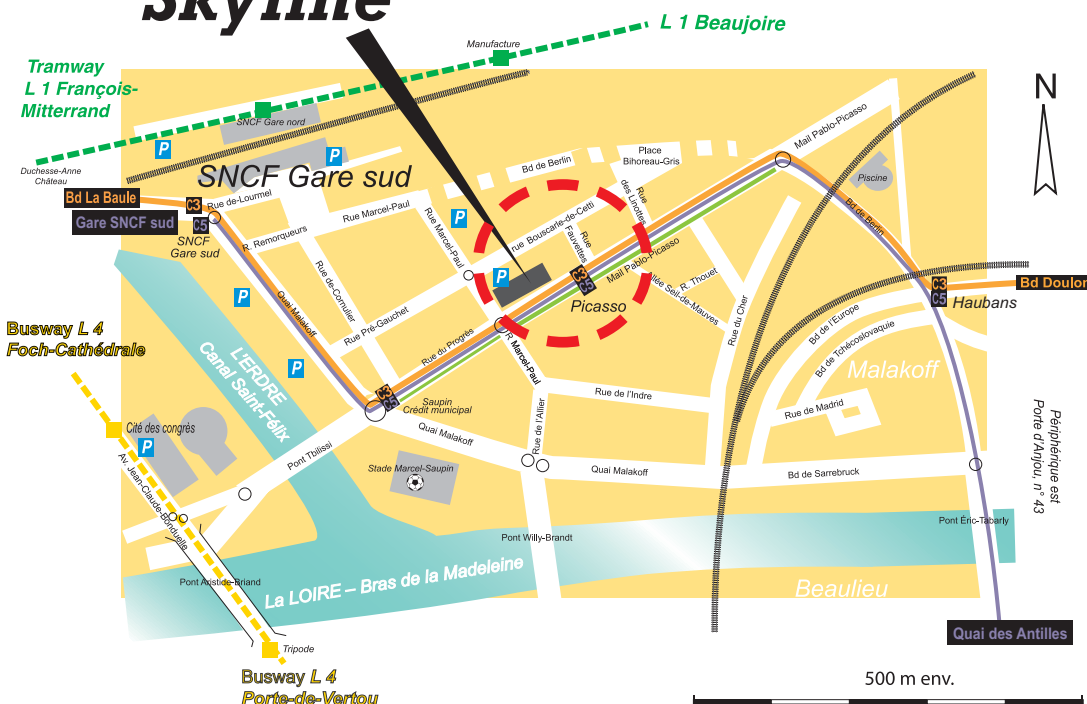 Skyline
L 1 Beaujoire
Manufacture
Tramway
L 1 François-
Mitterrand
SNCF Gare nord
P
P
Duchesse-Anne
Château
SNCF Gare sud
Bd La Baule
C3
Gare SNCF sud
C5
SNCF
Gare sud
Rue de-Lourmel
R. Remorqueurs
Rue Marcel-Paul
Rue Marcel-Paul
P
Bd de Berlin
Place
Bihoreau-Gris
Mail Pablo-Picasso
N
Piscine
Rue
des Linottes
rue Bouscarle-de-Cetti
Rue
Fauvettes
P
C3
C5
Mail Pablo-Picasso
Picasso
R. Thouet
Allée Seil-de-Mauves
Rue du Cher
Bd de Berlin
C3
C5
Bd Doulon
Haubans
Bd de l'Europe
Bd de Tchécoslovaquie
Malakoff
Rue de Madrid
P
Quai Malakoff
Rue de-Cornulier
Rue Pré-Gauchet
Rue du Progrès
R Marcel-Paul
P
Busway L 4
Foch-Cathédrale
L'ERDRE
Canal Saint-Félix
C3
C5
Saupin
Crédit municipal
Rue de l'Indre
Rue de l'Allier
Cité des congrès
P
Pont Tbilissi
Quai Malakoff
Stade Marcel-Saupin
Quai Malakoff
Bd de Sarrebruck
Périphérique est
Porte d'Anjou, n° 43
Av. Jean-Claude-Bonduelle
Pont Willy-Brandt
Pont Éric-Tabarly
Pont Aristide-Briand
La LOIRE – Bras de la Madeleine
Beaulieu
Quai des Antilles
Tripode
Busway L 4
Porte-de-Vertou
500 m env.